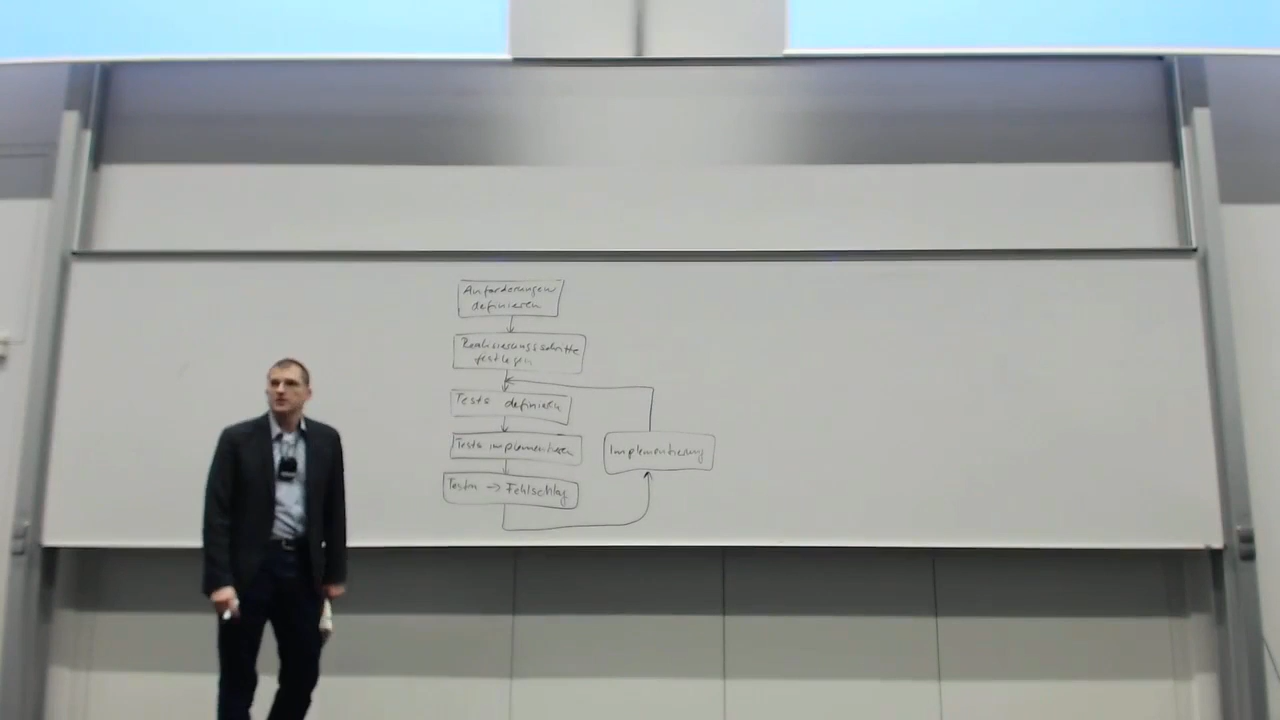 Anforderungen
definieren
Realisierungsschritte
festlegen
Tests definieren
Tests implementieren
Testen → Fehlschlag
Implementierung